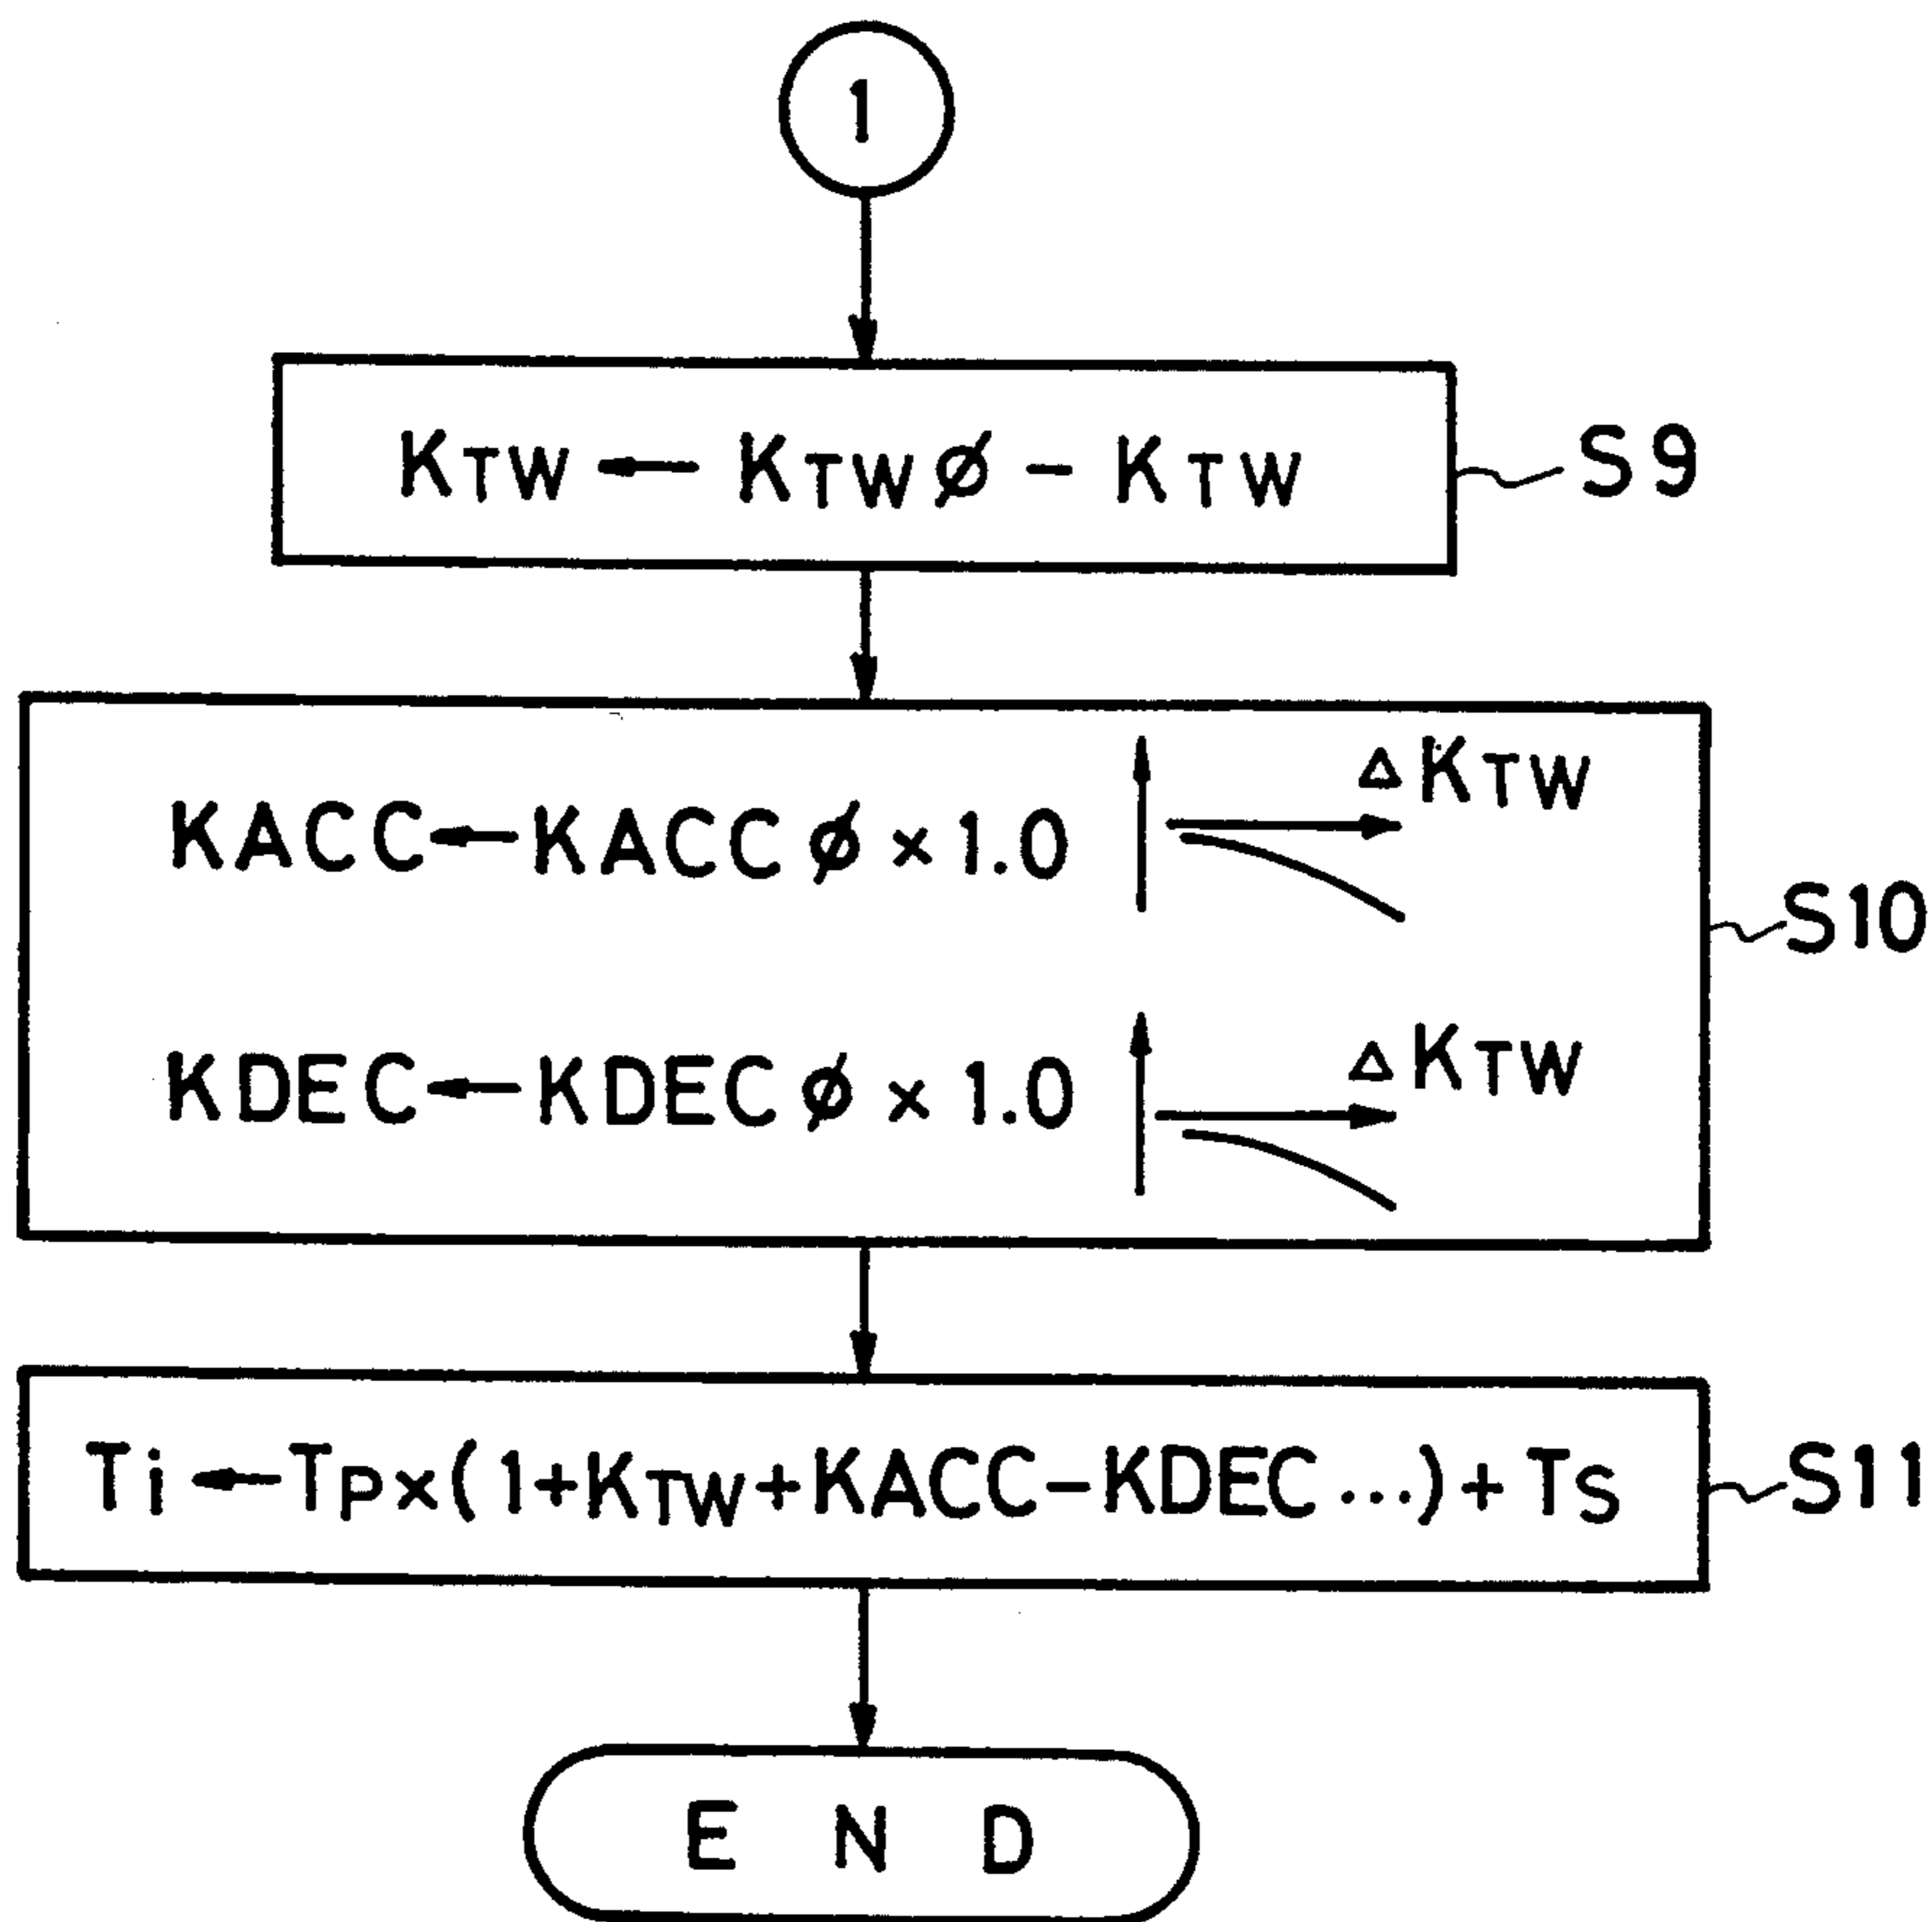 1
KTW ← KTWØ - KTW
S9
ΔKTW
KACC←KACCØ×1.0
S10
ΔKTW
KDEC←KDECØ×1.0
Ti←TP×(1+KTW+KACC-KDEC...)+TS
S11
END